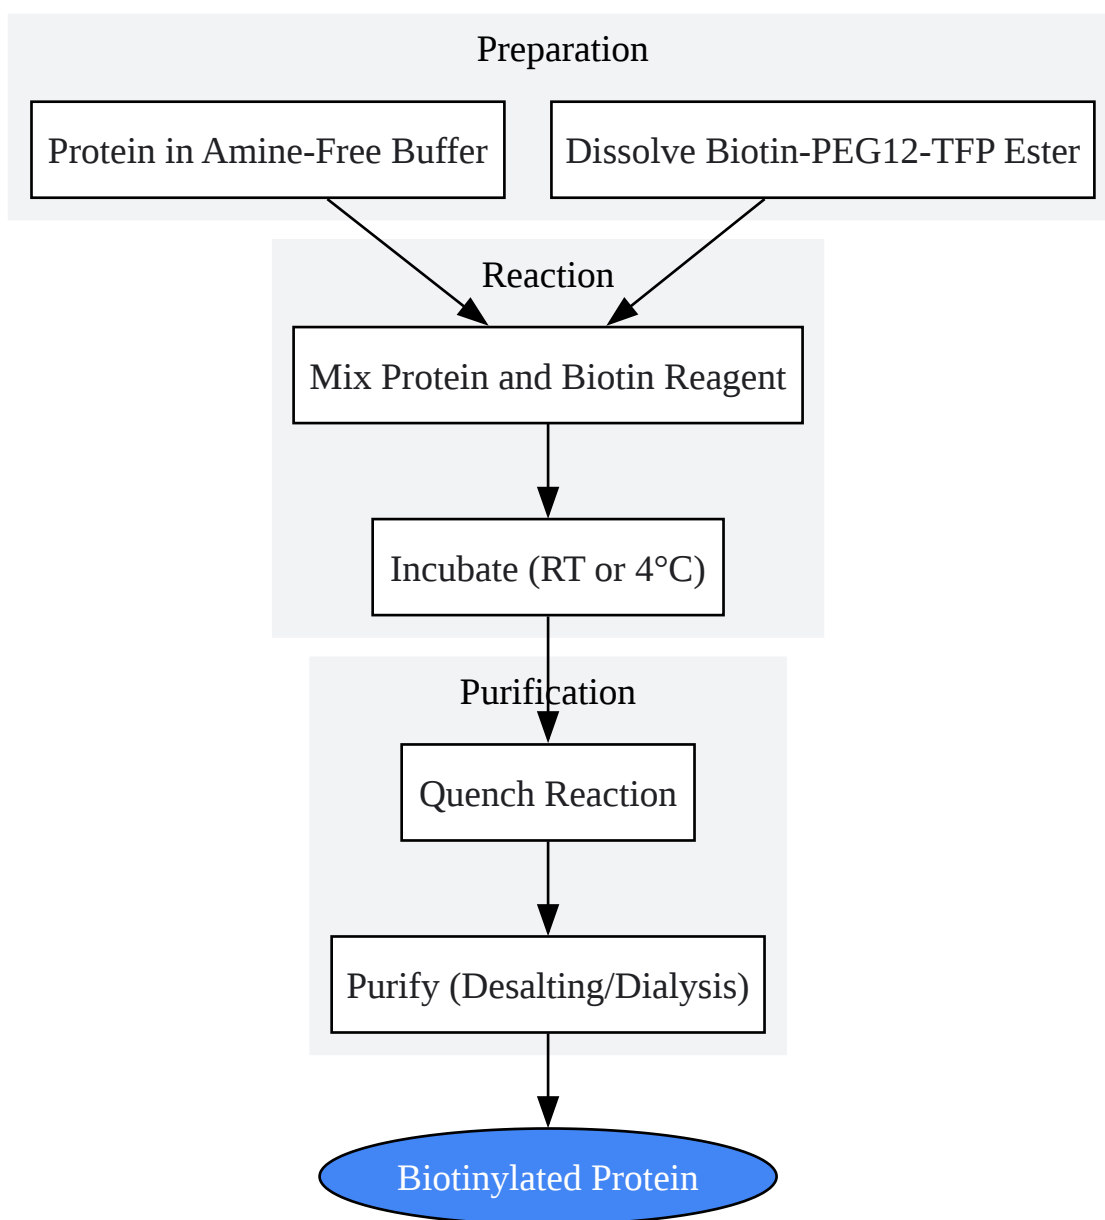 Preparation
Protein in Amine-Free Buffer
Dissolve Biotin-PEG12-TFP Ester
Reaction
Mix Protein and Biotin Reagent
Incubate (RT or 4°C)
Purification
Quench Reaction
Purify (Desalting/Dialysis)
Biotinylated Protein